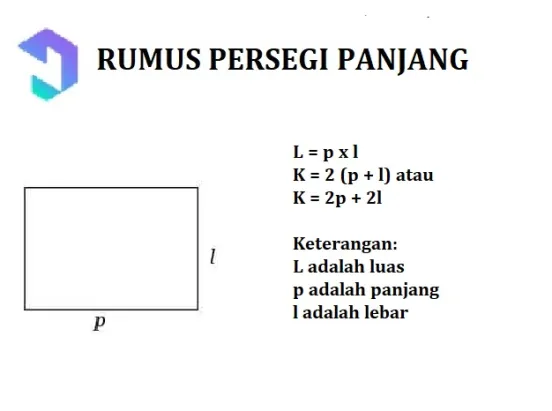 RUMUS PERSEGI PANJANG
L = p x l
K = 2 (p + l) atau
K = 2p + 2l
Keterangan:
L adalah luas
p adalah panjang
l adalah lebar
l
p